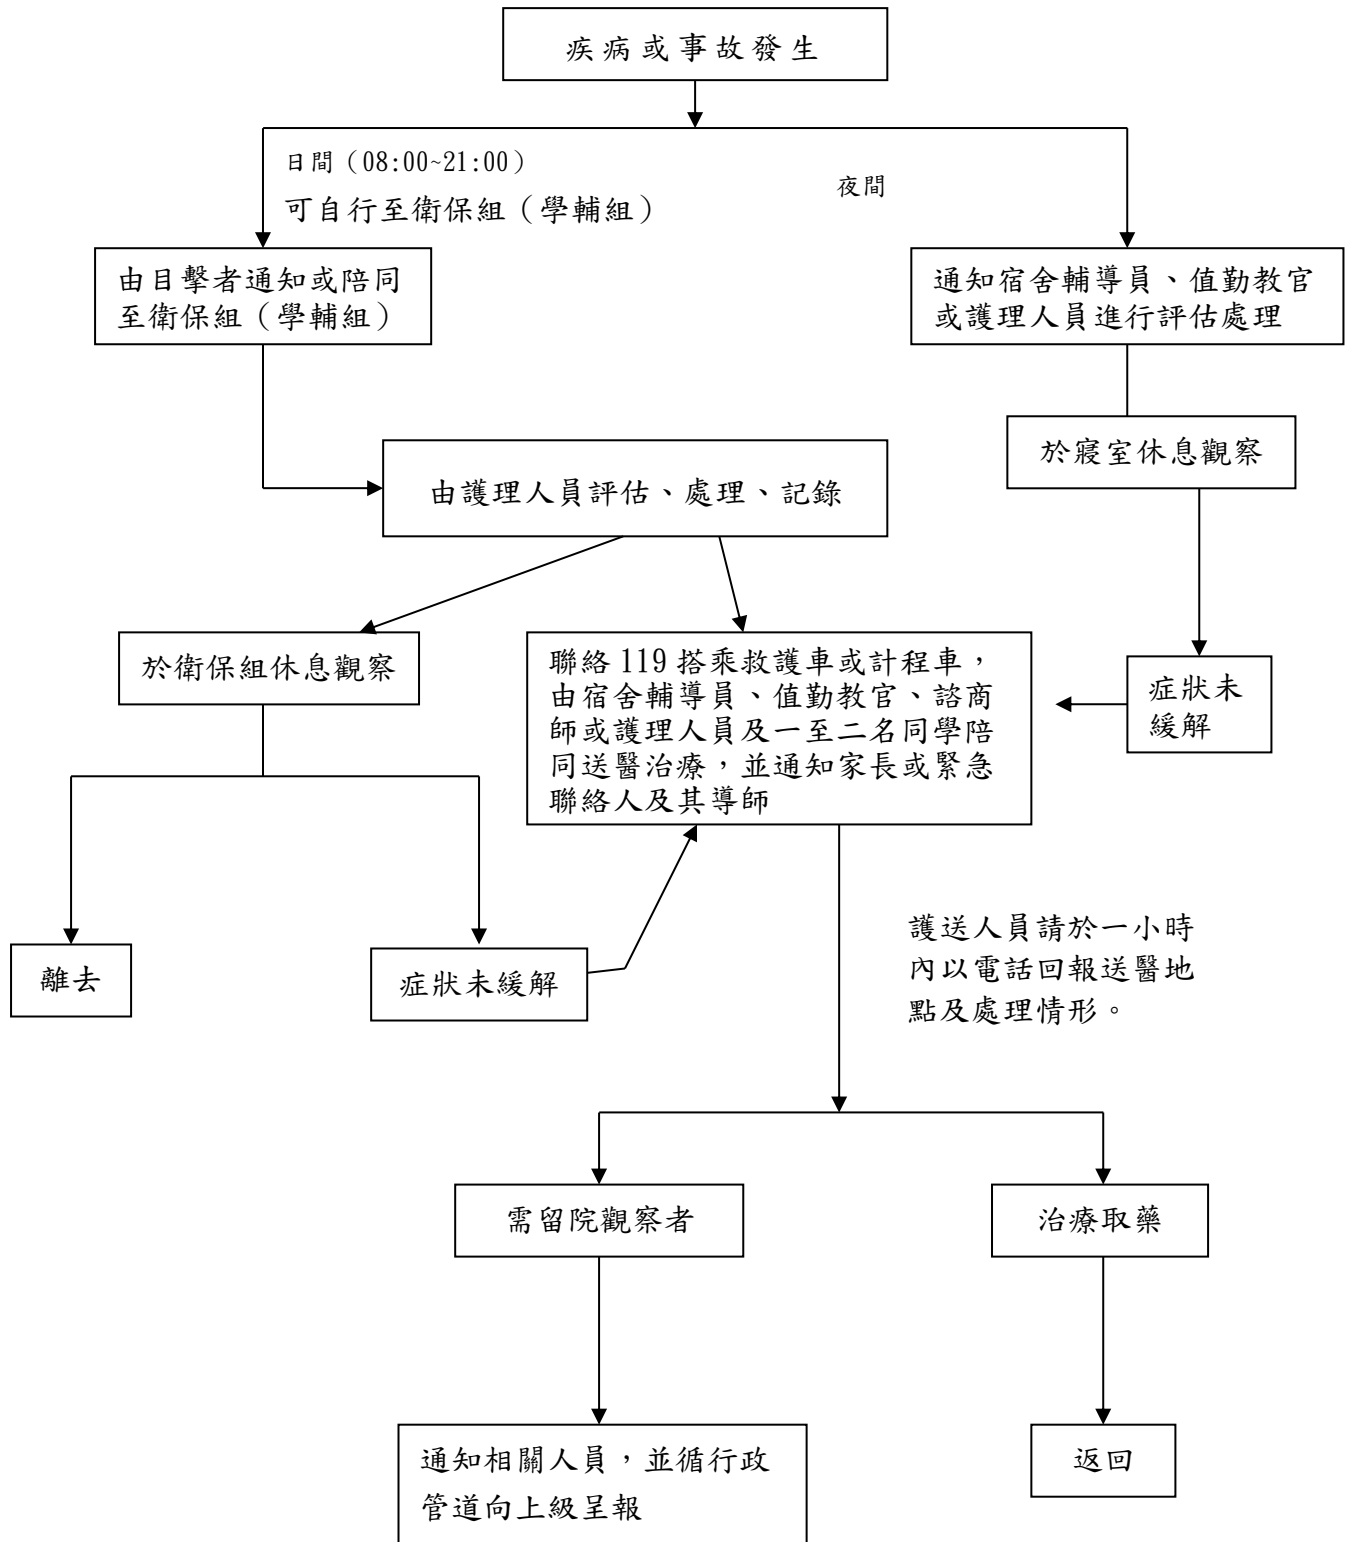 疾病或事故發生
日間（08:00~21:00）
可自行至衛保組（學輔組）
夜間
由目擊者通知或陪同
至衛保組（學輔組）
通知宿舍輔導員、值勤教官
或護理人員進行評估處理
於寢室休息觀察
由護理人員評估、處理、記錄
於衛保組休息觀察
聯絡 119 搭乘救護車或計程車，
由宿舍輔導員、值勤教官、諮商
師或護理人員及一至二名同學陪
同送醫治療，並通知家長或緊急
聯絡人及其導師
症狀未
緩解
離去
症狀未緩解
護送人員請於一小時
內以電話回報送醫地
點及處理情形。
需留院觀察者
治療取藥
通知相關人員，並循行政
管道向上級呈報
返回